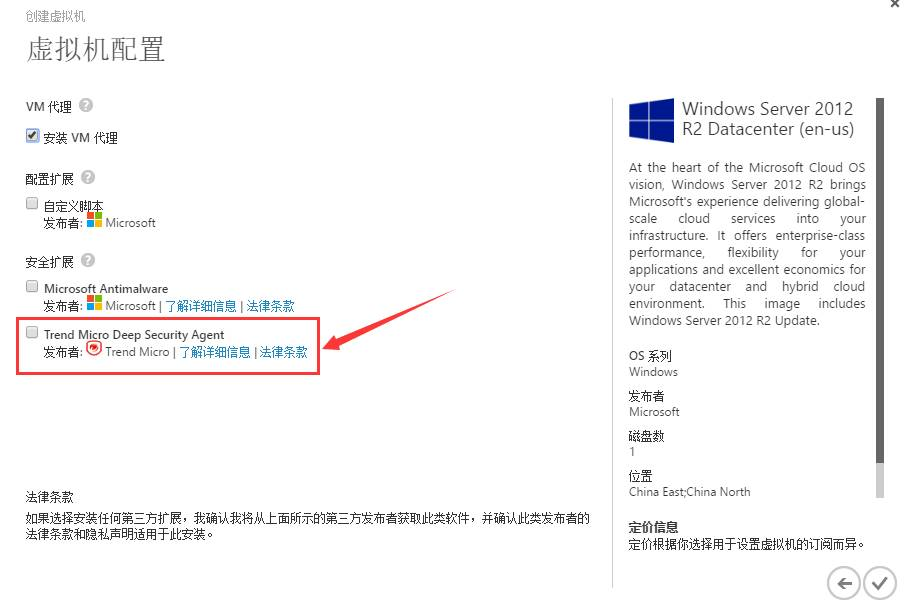 创建虚拟机
虚拟机配置
VM 代理
安装 VM 代理
配置扩展
自定义脚本
发布者: Microsoft
安全扩展
Microsoft Antimalware
发布者: Microsoft | 了解详细信息 | 法律条款
Trend Micro Deep Security Agent
发布者: Trend Micro | 了解详细信息 | 法律条款
法律条款
如果选择安装任何第三方扩展，我确认我将从上面所示的第三方发布者获取此类软件，并确认此类发布者的
法律条款和隐私声明适用于此安装。
Windows Server 2012
R2 Datacenter (en-us)
At the heart of the Microsoft Cloud OS
vision, Windows Server 2012 R2 brings
Microsoft's experience delivering global-
scale cloud services into your
infrastructure. It offers enterprise-class
performance, flexibility for your
applications and excellent economics for
your datacenter and hybrid cloud
environment. This image includes
Windows Server 2012 R2 Update.
OS 系列
Windows
发布者
Microsoft
磁盘数
1
位置
China East;China North
定价信息
定价根据你选择用于设置虚拟机的订阅而异。